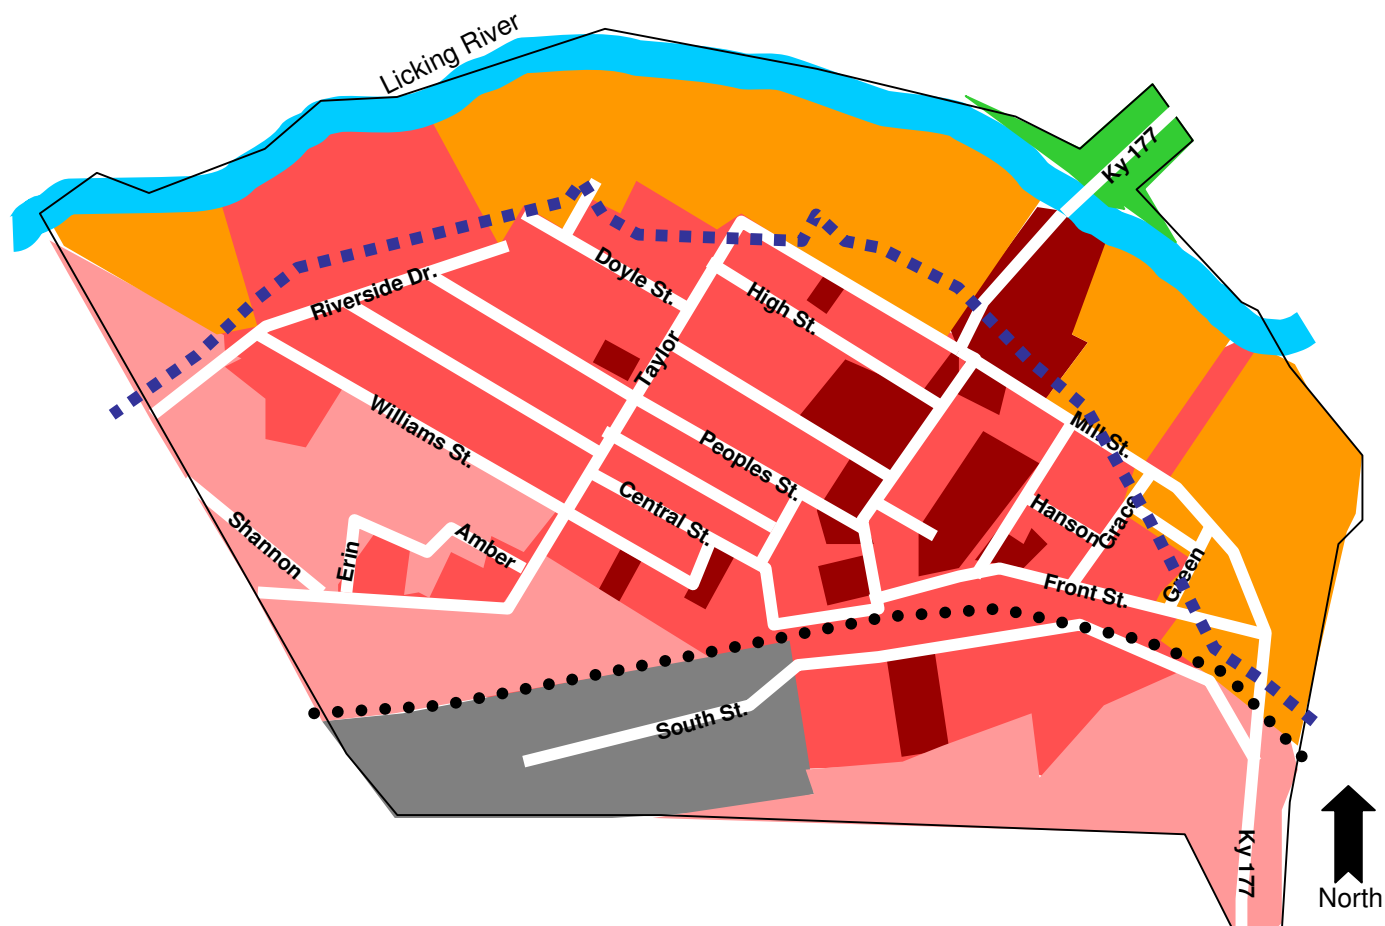 Licking River
Ky 177
Riverside Dr.
Doyle St.
High St.
Taylor
Williams St.
Peoples St.
Mill St.
Central St.
Hanson
Grace
Shannon
Erin
Amber
Green
Front St.
South St.
Ky 177
North